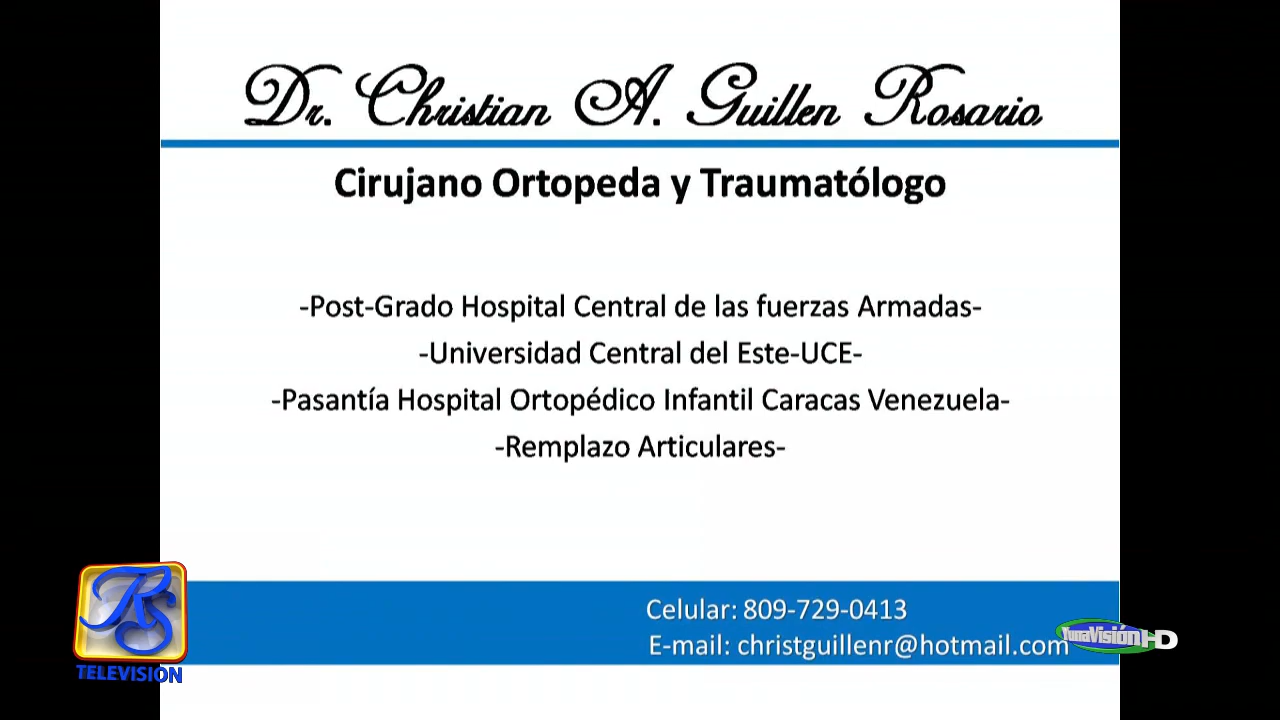 Dr. Christian A. Guillen Rosario
Cirujano Ortopeda y Traumatólogo
-Post-Grado Hospital Central de las fuerzas Armadas-
-Universidad Central del Este-UCE-
-Pasantía Hospital Ortopédico Infantil Caracas Venezuela-
-Remplazo Articulares-
Celular: 809-729-0413
E-mail: christguillenr@hotmail.com
YunaVisión HD
RS
TELEVISION